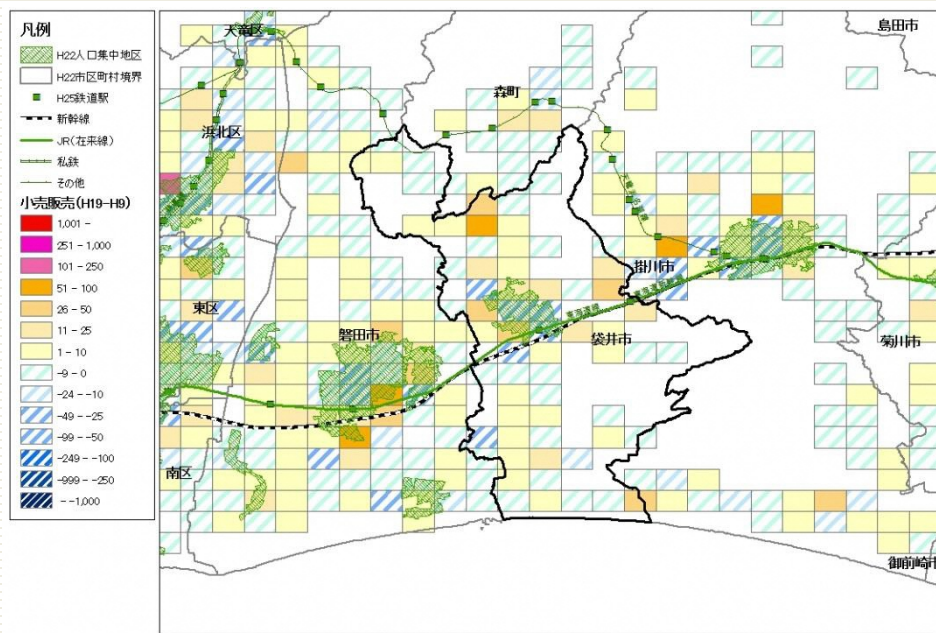 凡例
H22人口集中地区
H22市区町村境界
H25鉄道駅
新幹線
JR(在来線)
私鉄
その他
小売販売(H19-H9)
1,001 -
251 - 1,000
101 - 250
51 - 100
26 - 50
11 - 25
1 - 10
-9 - 0
-24 - -10
-49 - -25
-99 - -50
-249 - -100
-999 - -250
- -1,000
天竜区
島田市
森町
浜北区
掛川市
東区
磐田市
袋井市
菊川市
南区
御前崎市